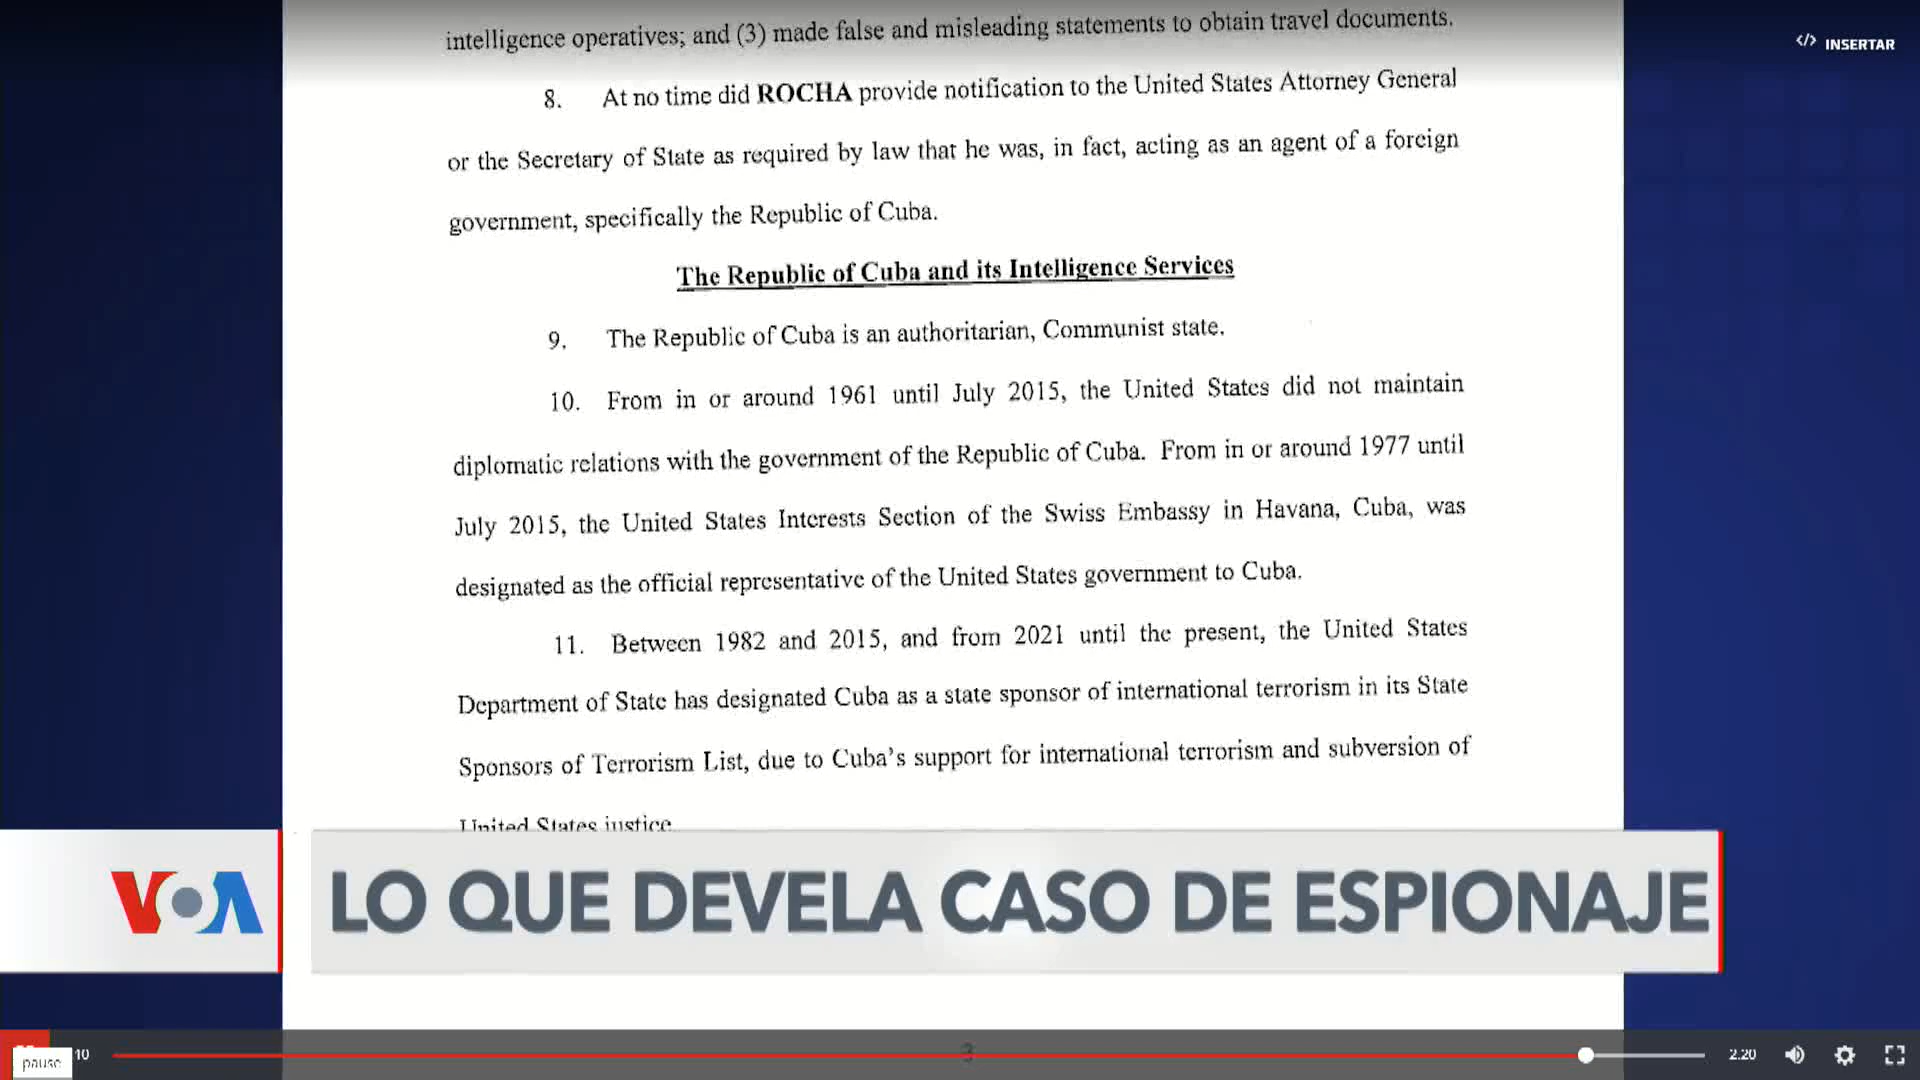 intelligence operatives; and (3) made false and misleading statements to obtain travel documents.
</> INSERTAR
8. At no time did ROCHA provide notification to the United States Attorney General
or the Secretary of State as required by law that he was, in fact, acting as an agent of a foreign
government, specifically the Republic of Cuba.
The Republic of Cuba and its Intelligence Services
9. The Republic of Cuba is an authoritarian, Communist state.
10. From in or around 1961 until July 2015, the United States did not maintain
diplomatic relations with the government of the Republic of Cuba. From in or around 1977 until
July 2015, the United States Interests Section of the Swiss Embassy in Havana, Cuba, was
designated as the official representative of the United States government to Cuba.
11. Between 1982 and 2015, and from 2021 until the present, the United States
Department of State has designated Cuba as a state sponsor of international terrorism in its State
Sponsors of Terrorism List, due to Cuba's support for international terrorism and subversion of
United States justice
VOA
LO QUE DEVELA CASO DE ESPIONAJE
3
pause
10
2:20